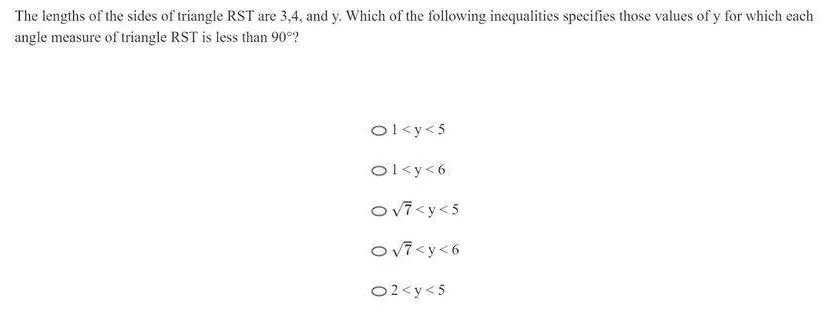 The lengths of the sides of triangle RST are 3,4, and y. Which of the following inequalities specifies those values of y for which each
angle measure of triangle RST is less than 90°?
1 < y < 5
1 < y < 6
√7 < y < 5
√7 < y < 6
2 < y < 5